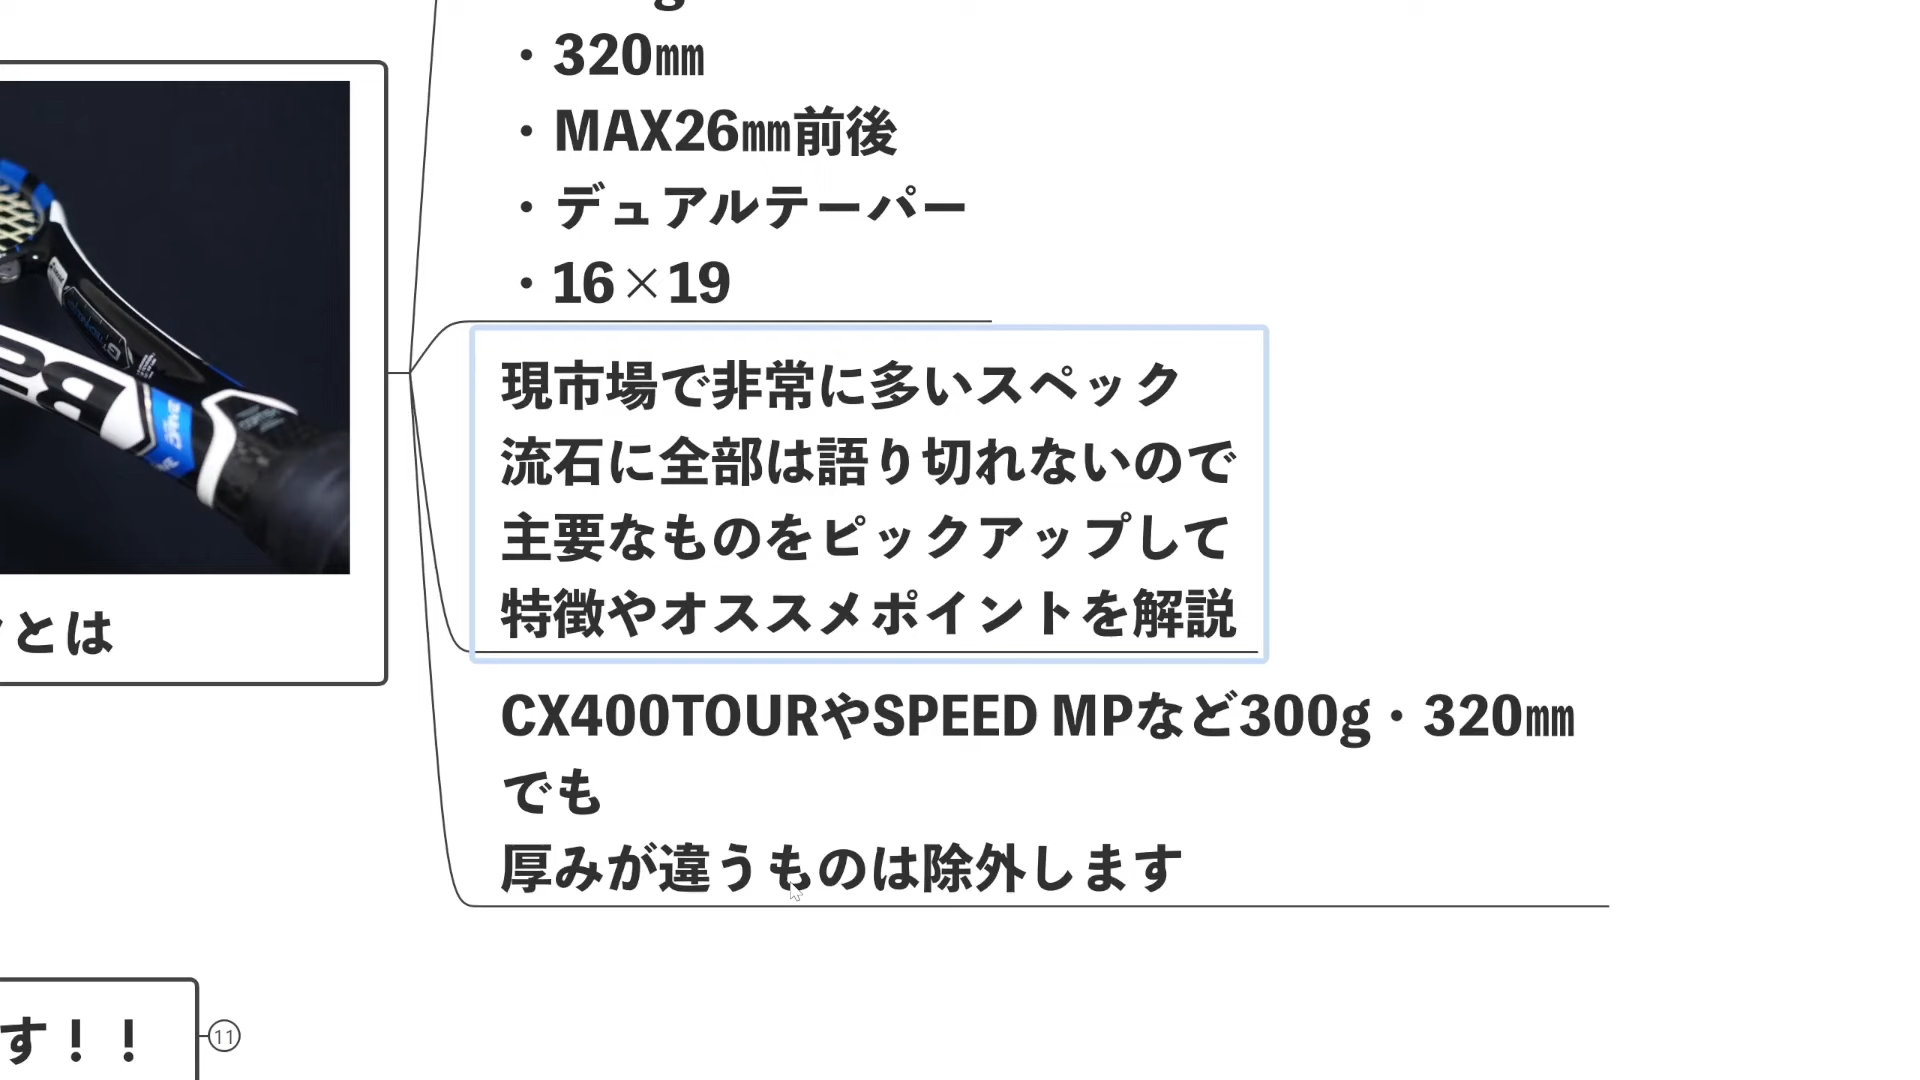 ・320㎜
・MAX26㎜前後
・デュアルテーパー
・16×19
現市場で非常に多いスペック
流石に全部は語り切れないので
主要なものをピックアップして
特徴やオススメポイントを解説
とは
CX400TOURやSPEED MPなど300g・320㎜
でも
厚みが違うものは除外します
す！！
11